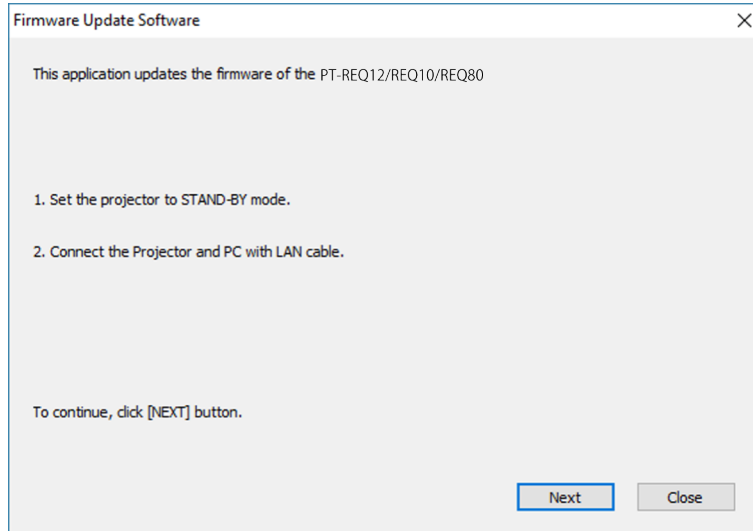 Firmware Update Software
This application updates the firmware of the PT-REQ12/REQ10/REQ80
1. Set the projector to STAND-BY mode.
2. Connect the Projector and PC with LAN cable.
To continue, click [NEXT] button.
Next
Close